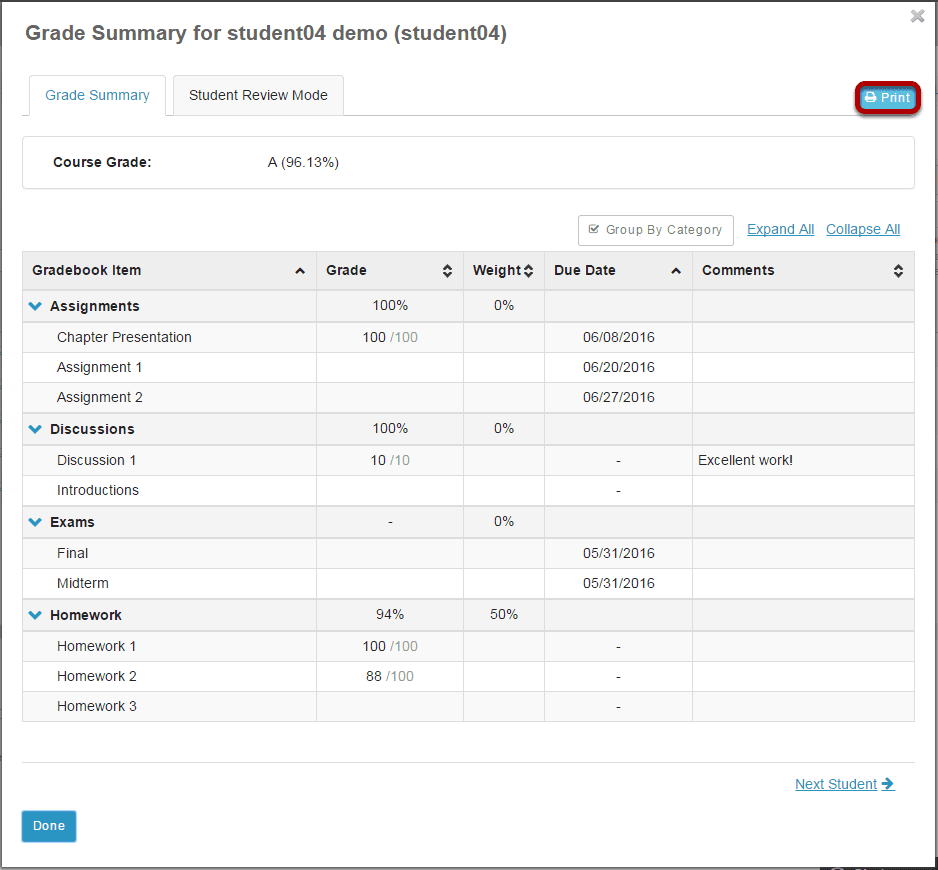 Grade Summary for student04 demo (student04)
Grade Summary Student Review Mode Print
Course Grade: A (96.13%)
Group By Category Expand All Collapse All
Gradebook Item Grade Weight Due Date Comments
Assignments 100% 0%
Chapter Presentation 100 /100 06/08/2016
Assignment 1 06/20/2016
Assignment 2 06/27/2016
Discussions 100% 0%
Discussion 1 10 /10 - Excellent work!
Introductions -
Exams - 0%
Final 05/31/2016
Midterm 05/31/2016
Homework 94% 50%
Homework 1 100 /100 -
Homework 2 88 /100 -
Homework 3 -
Next Student
Done